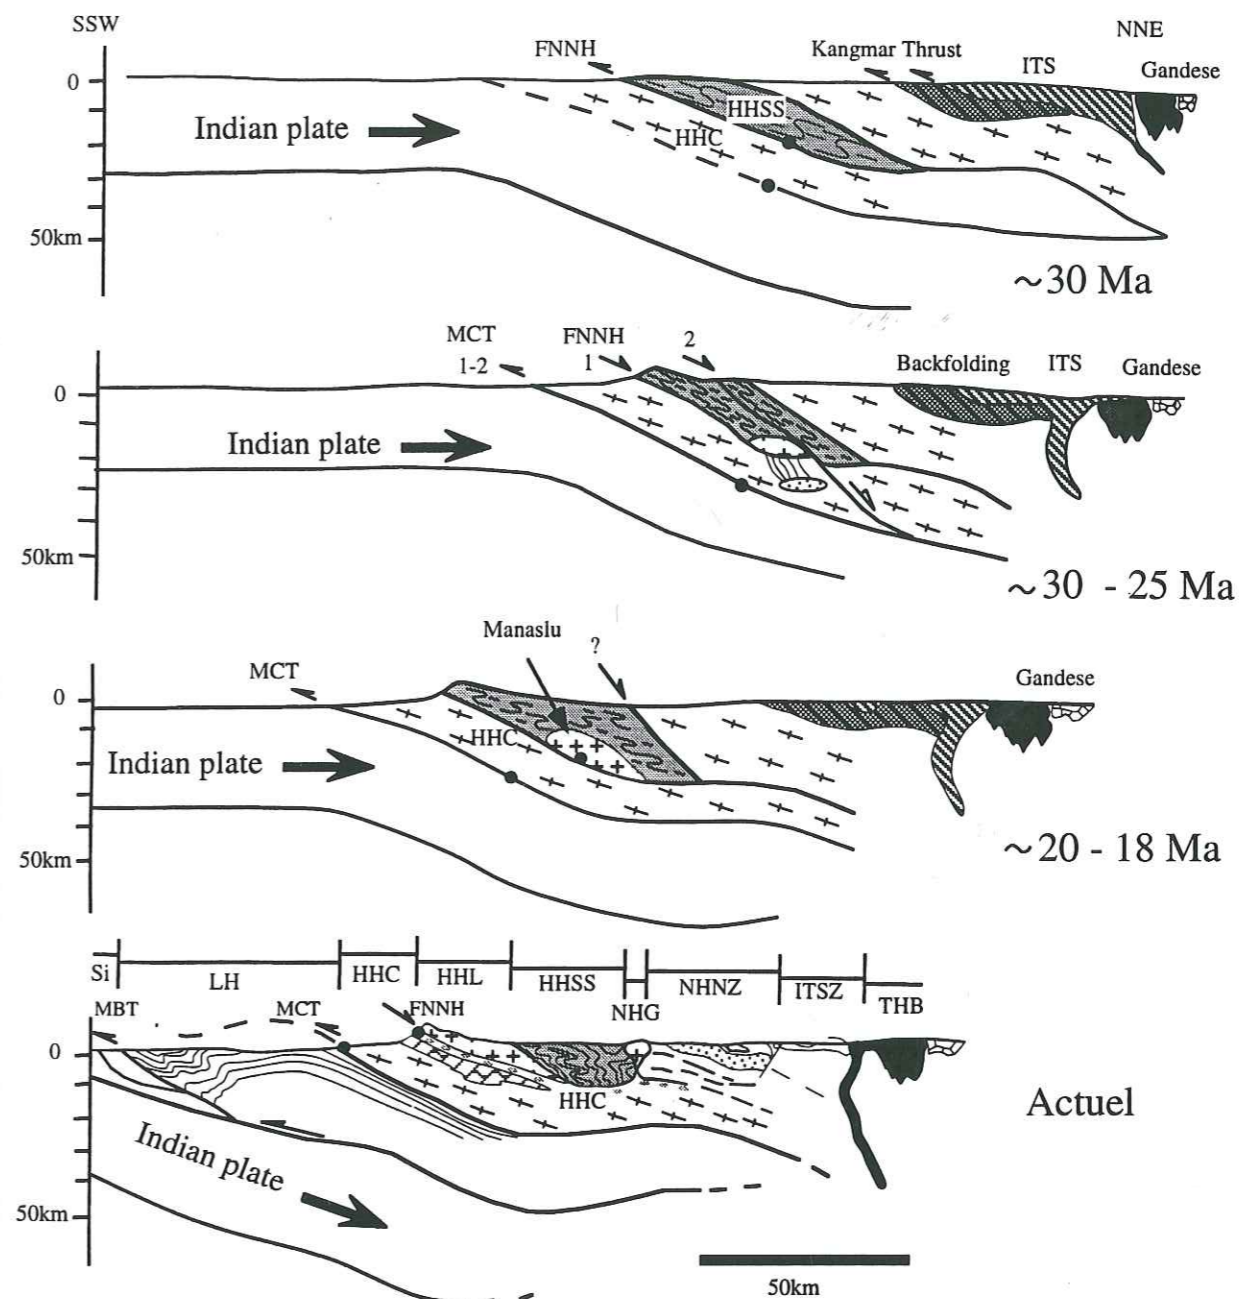 SSW
NNE
FNNH
Kangmar Thrust
ITS
Gandese
0
HHSS
Indian plate
HHC
50km
~30 Ma
MCT
1-2
FNNH
1
2
Backfolding
ITS
Gandese
0
Indian plate
50km
~30 - 25 Ma
Manaslu
?
MCT
Gandese
0
HHC
Indian plate
50km
~20 - 18 Ma
Si
LH
HHC
HHL
HHSS
NHG
NHNZ
ITSZ
THB
MBT
MCT
FNNH
0
HHC
Actuel
Indian plate
50km
50km